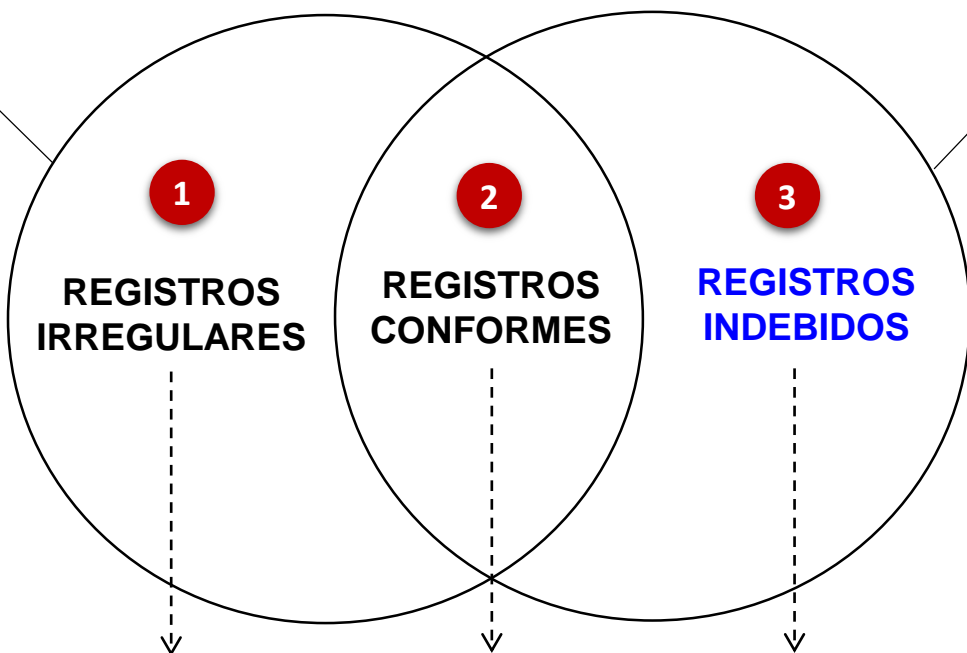 1
REGISTROS
IRREGULARES
2
REGISTROS
CONFORMES
3
REGISTROS
INDEBIDOS